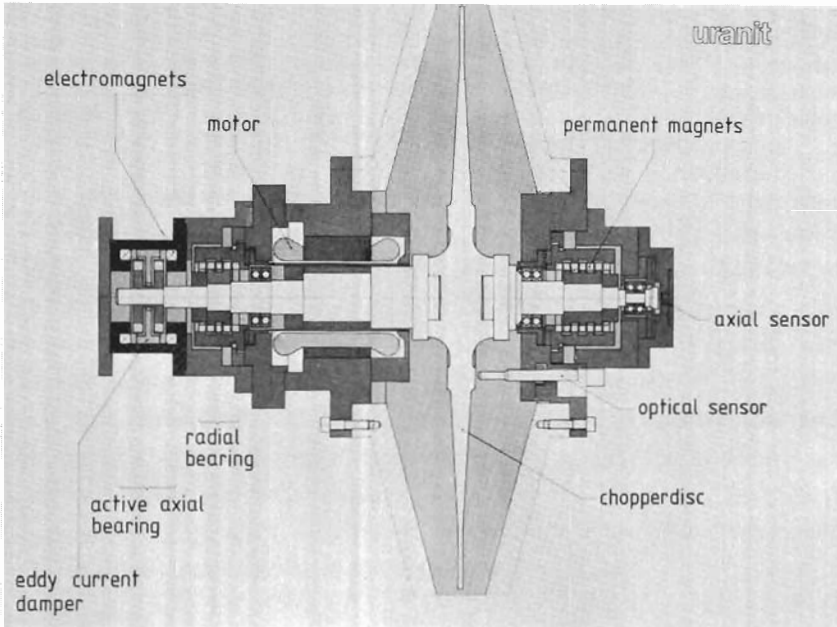 uranit
electromagnets
motor
permanent magnets
axial sensor
optical sensor
radial
bearing
chopperdisc
active axial
bearing
eddy current
damper